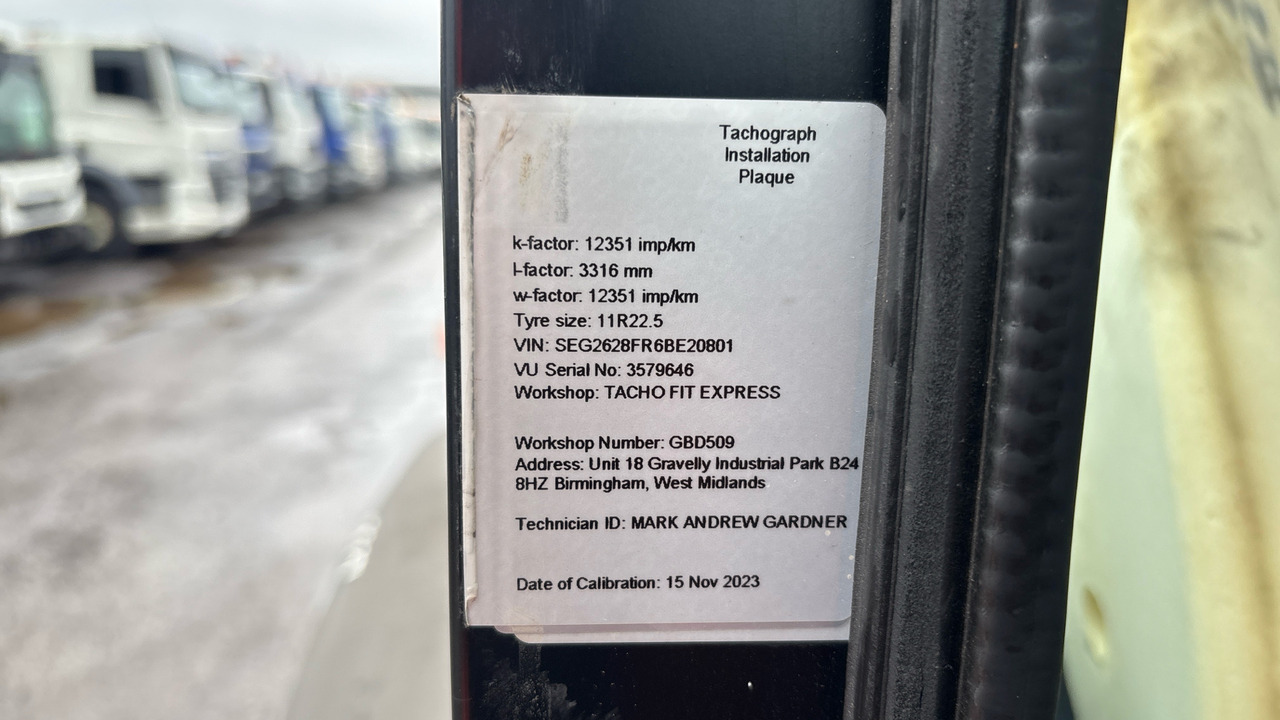 Tachograph
Installation
Plaque
k-factor: 12351 imp/km
l-factor: 3316 mm
w-factor: 12351 imp/km
Tyre size: 11R22.5
VIN: SEG2628FR6BE20801
VU Serial No: 3579646
Workshop: TACHO FIT EXPRESS
Workshop Number: GBD509
Address: Unit 18 Gravelly Industrial Park B24
8HZ Birmingham, West Midlands
Technician ID: MARK ANDREW GARDNER
Date of Calibration: 15 Nov 2023